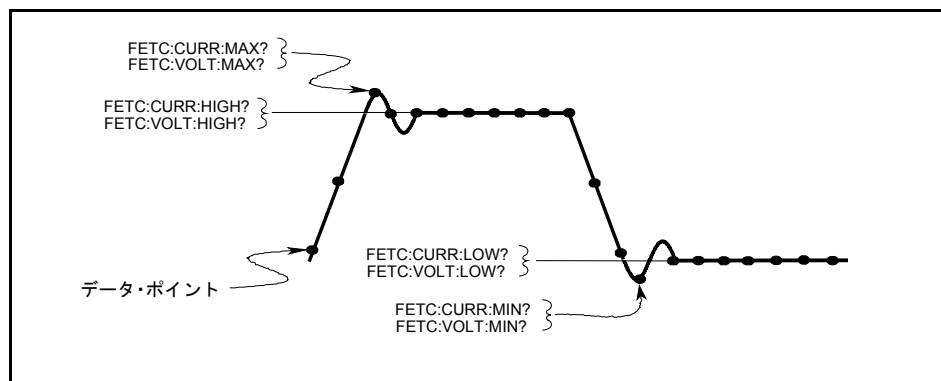 FETC:CURR:MAX?
FETC:VOLT:MAX?
FETC:CURR:HIGH?
FETC:VOLT:HIGH?
FETC:CURR:LOW?
FETC:VOLT:LOW?
データ・ポイント
FETC:CURR:MIN?
FETC:VOLT:MIN?